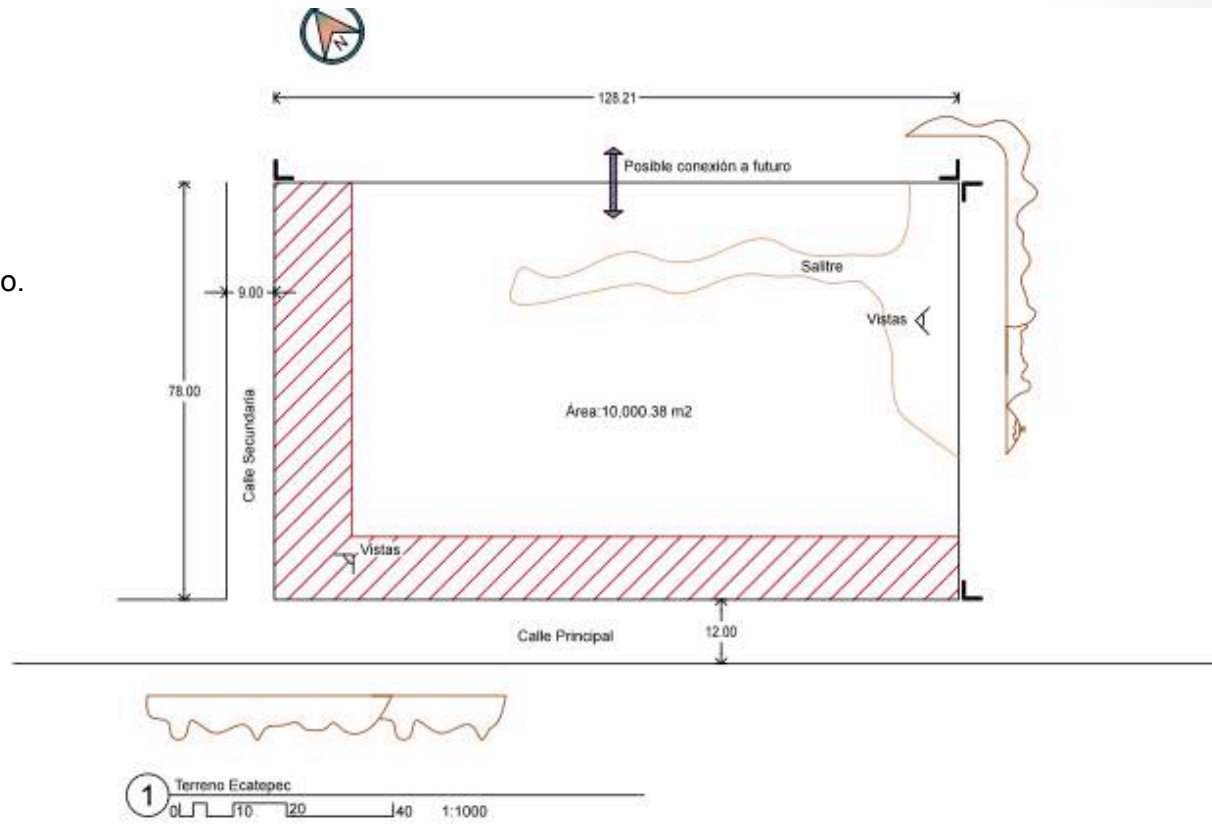 N
128.21
Posible conexión a futuro
Salitre
o.
9.00
Vistas
78.00
Área:10,000.38 m2
Calle Secundaria
Vistas
Calle Principal
12.00
1
Terreno Ecatepec
0 10 20 40 1:1000